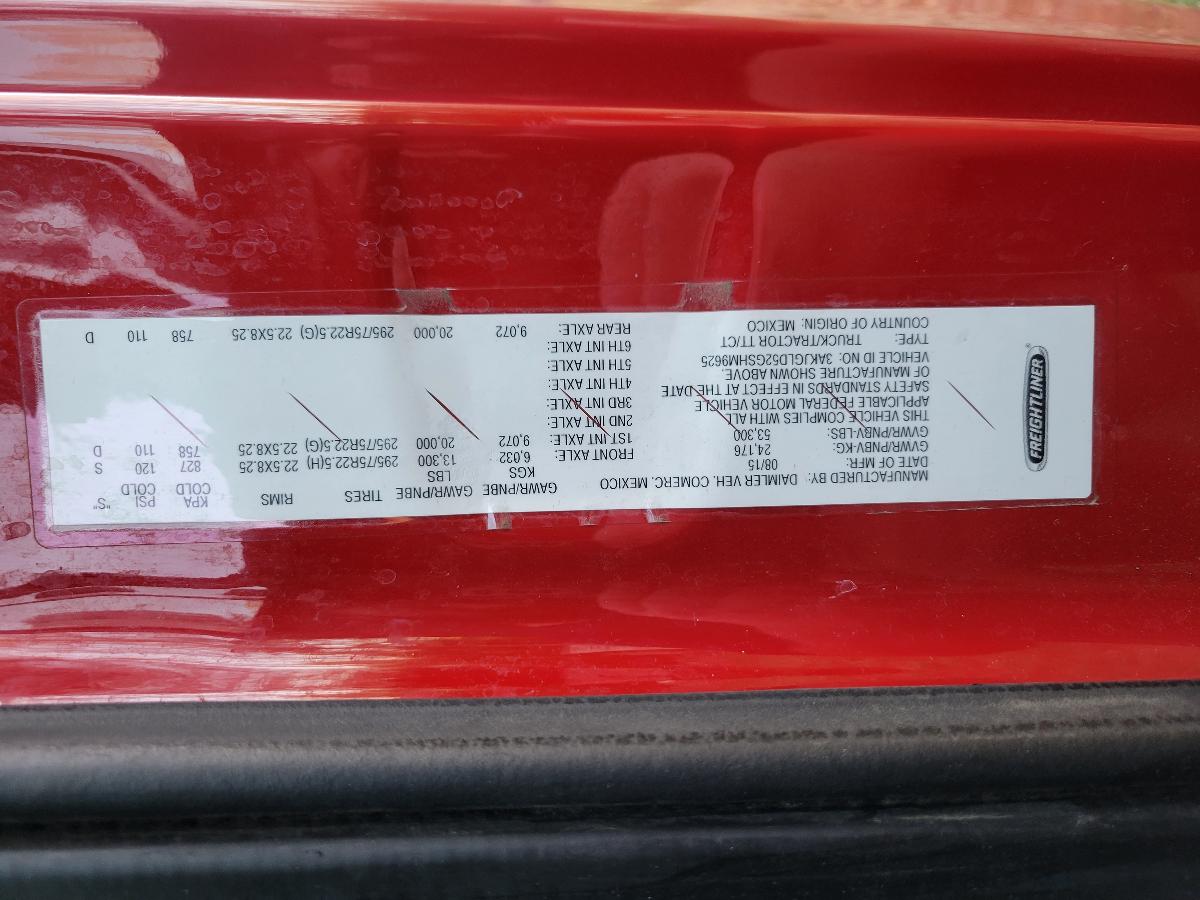 FREIGHTLINER
MANUFACTURED BY: DAIMLER VEH. COMERC. MEXICO
DATE OF MFR: 08/15
GVWR/PNBV-KG: 24,176
GVWR/PNBV-LBS: 53,300
THIS VEHICLE COMPLIES WITH ALL
APPLICABLE FEDERAL MOTOR VEHICLE
SAFETY STANDARDS IN EFFECT AT THE DATE
OF MANUFACTURE SHOWN ABOVE.
VEHICLE ID NO: 3AKJGLD52GSHM9625
TYPE: TRUCK/TRACTOR TT/CT
COUNTRY OF ORIGIN: MEXICO
GAWR/PNBE GAWR/PNBE TIRES RIMS KPA PSI "S"
KGS LBS COLD COLD
FRONT AXLE: 6,032 13,300 295/75R22.5(H) 22.5X8.25 827 120 S
1ST INT AXLE: 9,072 20,000 295/75R22.5(G) 22.5X8.25 758 110 D
2ND INT AXLE:
3RD INT AXLE:
4TH INT AXLE:
5TH INT AXLE:
6TH INT AXLE:
REAR AXLE: 9,072 20,000 295/75R22.5(G) 22.5X8.25 758 110 D